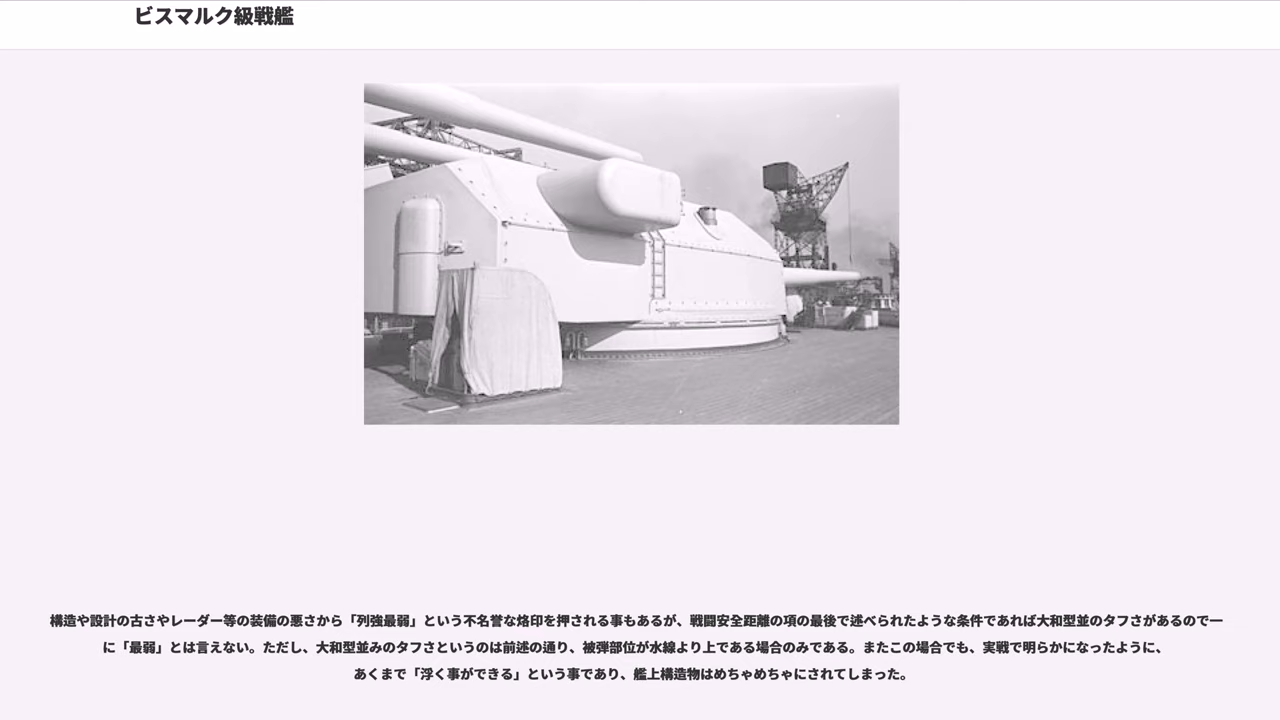 ビスマルク級戦艦
構造や設計の古さやレーダー等の装備の悪さから「列強最弱」という不名誉な烙印を押される事もあるが、戦闘安全距離の項の最後で述べられたような条件であれば大和型並のタフさがあるので一
に「最弱」とは言えない。ただし、大和型並みのタフさというのは前述の通り、被弾部位が水線より上である場合のみである。またこの場合でも、実戦で明らかになったように、
あくまで「浮く事ができる」という事であり、艦上構造物はめちゃめちゃにされてしまった。